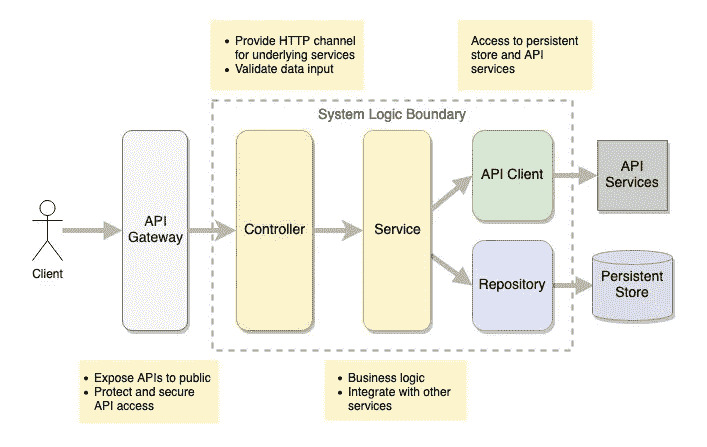 • Provide HTTP channel
for underlying services
• Validate data input
Access to persistent
store and API
services
System Logic Boundary
API
Gateway
Controller
Service
API Client
API
Services
Repository
Persistent
Store
Client
• Expose APIs to public
• Protect and secure
API access
• Business logic
• Integrate with other
services